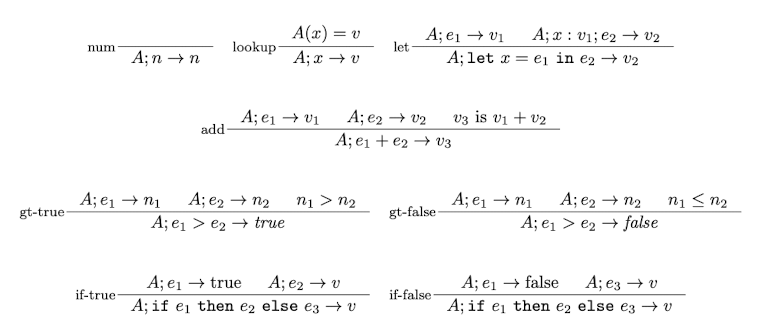 num
A; n → n
lookup
A(x) = v
A; x → v
let
A; e₁ → v₁ A, x : v₁; e₂ → v₂
A; let x = e₁ in e₂ → v₂
add
A; e₁ → v₁ A; e₂ → v₂ v₃ is v₁ + v₂
A; e₁ + e₂ → v₃
gt-true
A; e₁ → n₁ A; e₂ → n₂ n₁ > n₂
A; e₁ > e₂ → true
gt-false
A; e₁ → n₁ A; e₂ → n₂ n₁ ≤ n₂
A; e₁ > e₂ → false
if-true
A; e₁ → true A; e₂ → v
A; if e₁ then e₂ else e₃ → v
if-false
A; e₁ → false A; e₃ → v
A; if e₁ then e₂ else e₃ → v